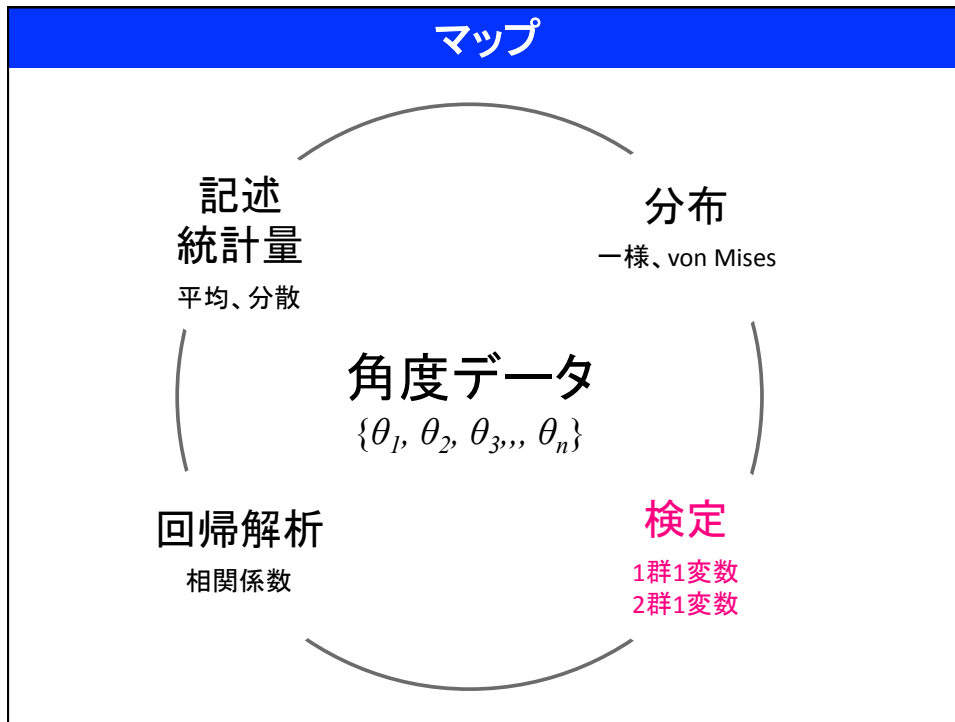 マップ
記述
統計量
平均、分散
分布
一様、von Mises
角度データ
{θ1, θ2, θ3,,, θn}
回帰解析
相関係数
検定
1群1変数
2群1変数